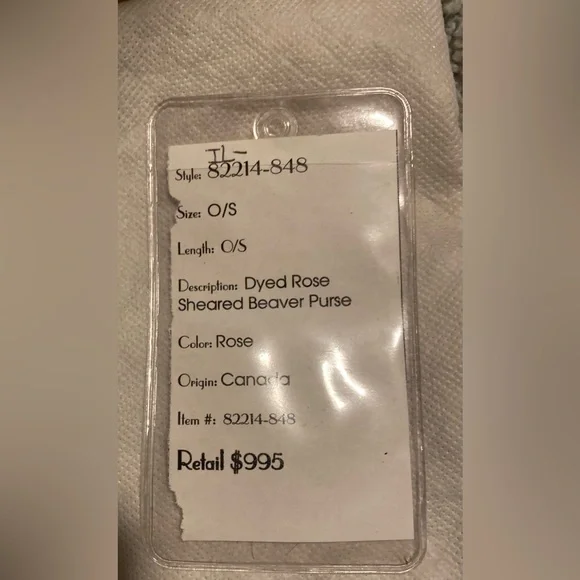 IL-
Style: 82214-848
Size: O/S
Length: O/S
Description: Dyed Rose
Sheared Beaver Purse
Color: Rose
Origin: Canada
Item #: 82214-848
Retail $995